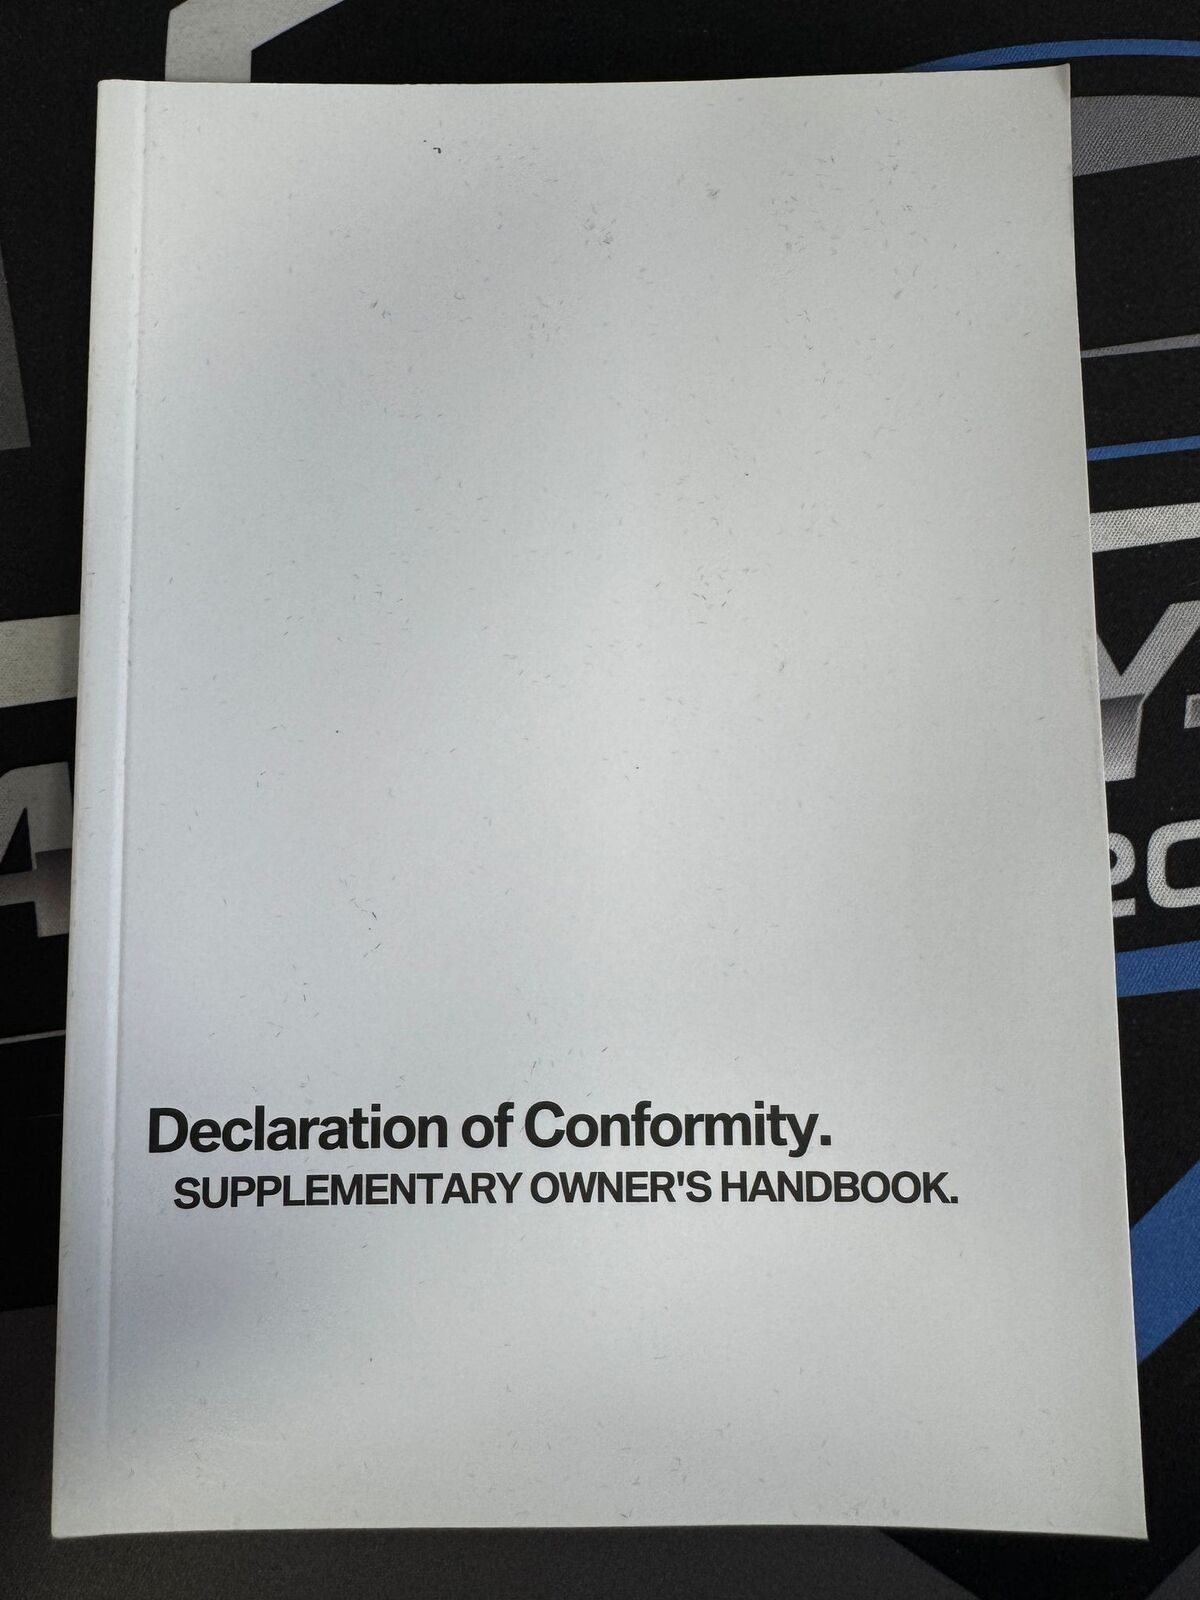 Declaration of Conformity.
SUPPLEMENTARY OWNER'S HANDBOOK.